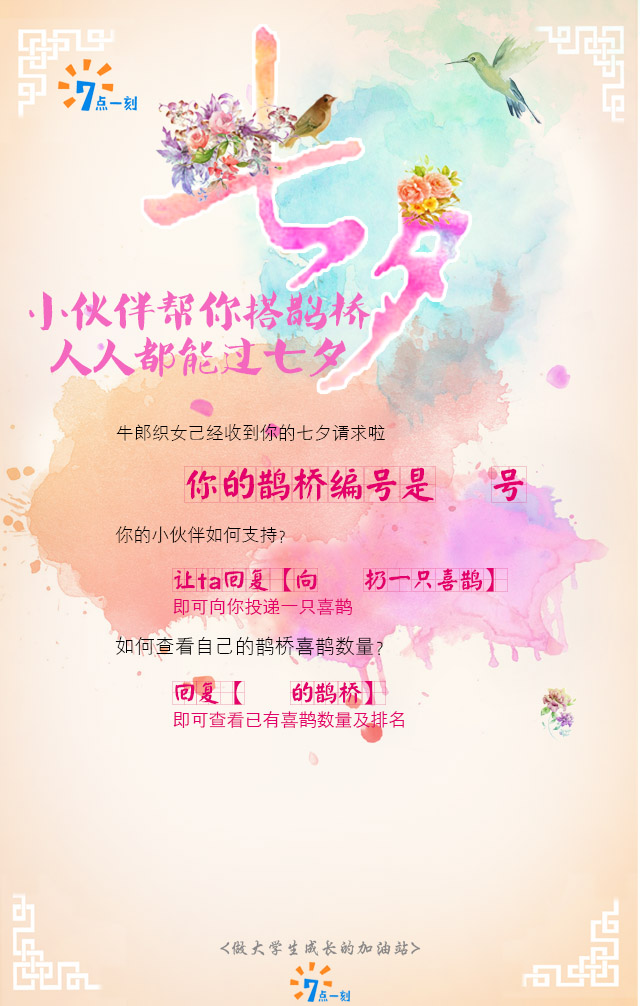 7点一刻
七夕
小伙伴帮你搭鹊桥
人人都能过七夕
牛郎织女己经收到你的七夕请求啦
你的鹊桥编号是 号
你的小伙伴如何支持?
让ta回复【向 扔一只喜鹊】
即可向你投递一只喜鹊
如何查看自己的鹊桥喜鹊数量?
回复【 的鹊桥】
即可查看已有喜鹊数量及排名
<做大学生成长的加油站>
7点一刻